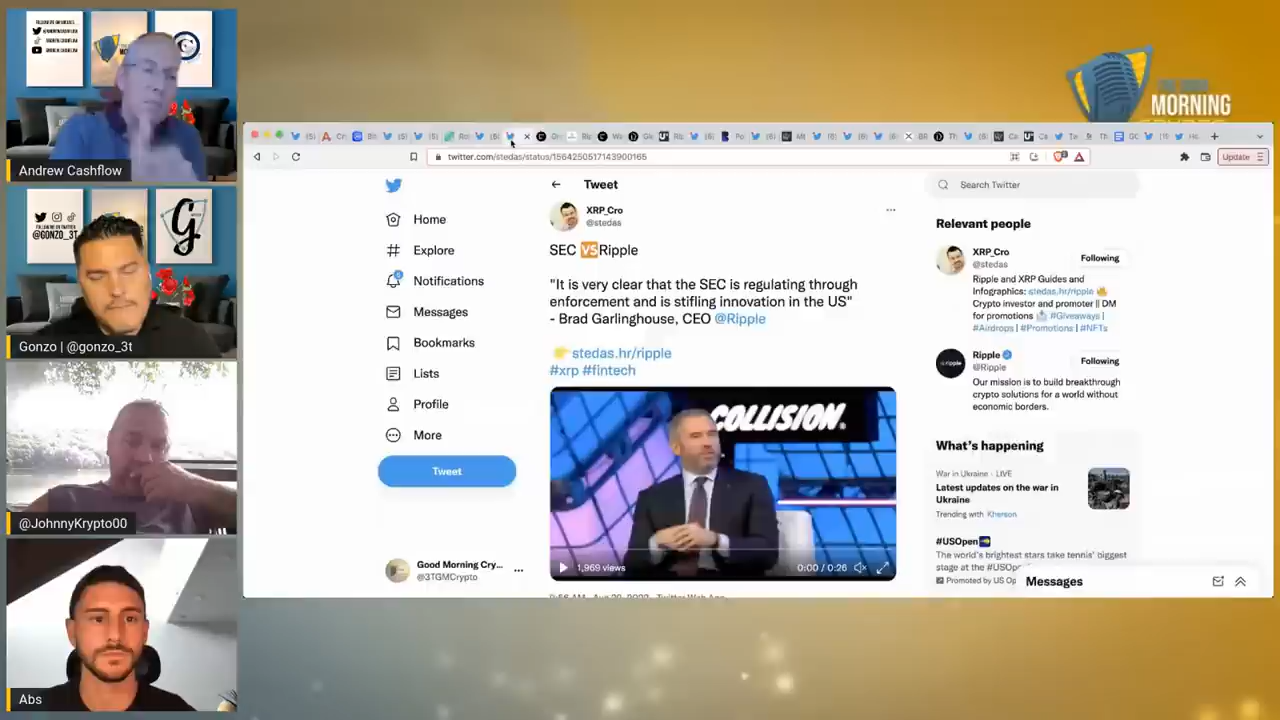 Andrew Cashflow
@GONZO_3T
G
Gonzo | @gonzo_3t
@JohnnyKrypto00
Abs
MORNING
twitter.com/stedas/status/1564250517143900165
Update
Tweet
Search Twitter
Home
Explore
Notifications
Messages
Bookmarks
Lists
Profile
More
Tweet
Good Morning Cry...
@3TGMCrypto
XRP_Cro
@stedas
SEC VS Ripple
"It is very clear that the SEC is regulating through
enforcement and is stifling innovation in the US"
- Brad Garlinghouse, CEO @Ripple
stedas.hr/ripple
#xrp #fintech
COLLISION.
1,969 views
0:00 / 0:26
Relevant people
XRP_Cro
@stedas
Following
Ripple and XRP Guides and
Infographics: stedas.hr/ripple
Crypto investor and promoter || DM
for promotions #Giveaways |
#Airdrops | #Promotions | #NFTs
Ripple
@Ripple
Following
Our mission is to build breakthrough
crypto solutions for a world without
economic borders.
What's happening
War in Ukraine · LIVE
Latest updates on the war in
Ukraine
Trending with Kherson
#USOpen
The world's brightest stars take tennis' biggest
stage at the #USOp
Promoted by US Op
Messages